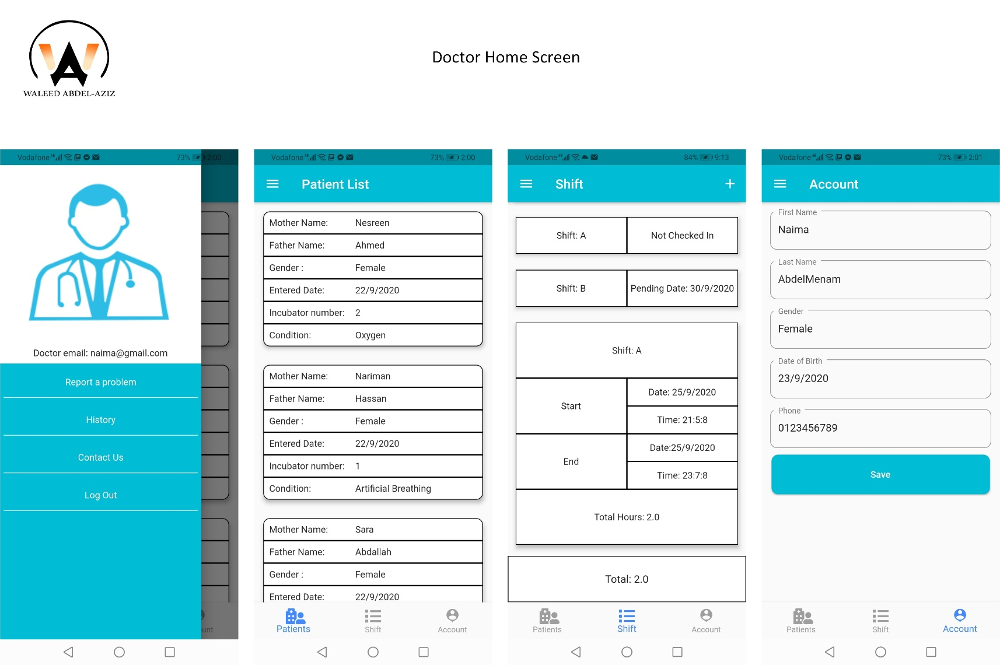 WALEED ABDEL-AZIZ
Doctor Home Screen
Vodafone 73% 2:00
Doctor email: naima@gmail.com
Report a problem
History
Contact Us
Log Out
unt
Vodafone 73% 2:00
Patient List
Mother Name: Nesreen
Father Name: Ahmed
Gender : Female
Entered Date: 22/9/2020
Incubator number: 2
Condition: Oxygen
Mother Name: Nariman
Father Name: Hassan
Gender : Female
Entered Date: 22/9/2020
Incubator number: 1
Condition: Artificial Breathing
Mother Name: Sara
Father Name: Abdallah
Gender : Female
Entered Date: 22/9/2020
Patients Shift Account
Vodafone 84% 9:13
Shift +
Shift: A Not Checked In
Shift: B Pending Date: 30/9/2020
Shift: A
Start
Date: 25/9/2020
Time: 21:5:8
End
Date:25/9/2020
Time: 23:7:8
Total Hours: 2.0
Total: 2.0
Patients Shift Account
Vodafone 73% 2:01
Account
First Name
Naima
Last Name
AbdelMenam
Gender
Female
Date of Birth
23/9/2020
Phone
0123456789
Save
Patients Shift Account